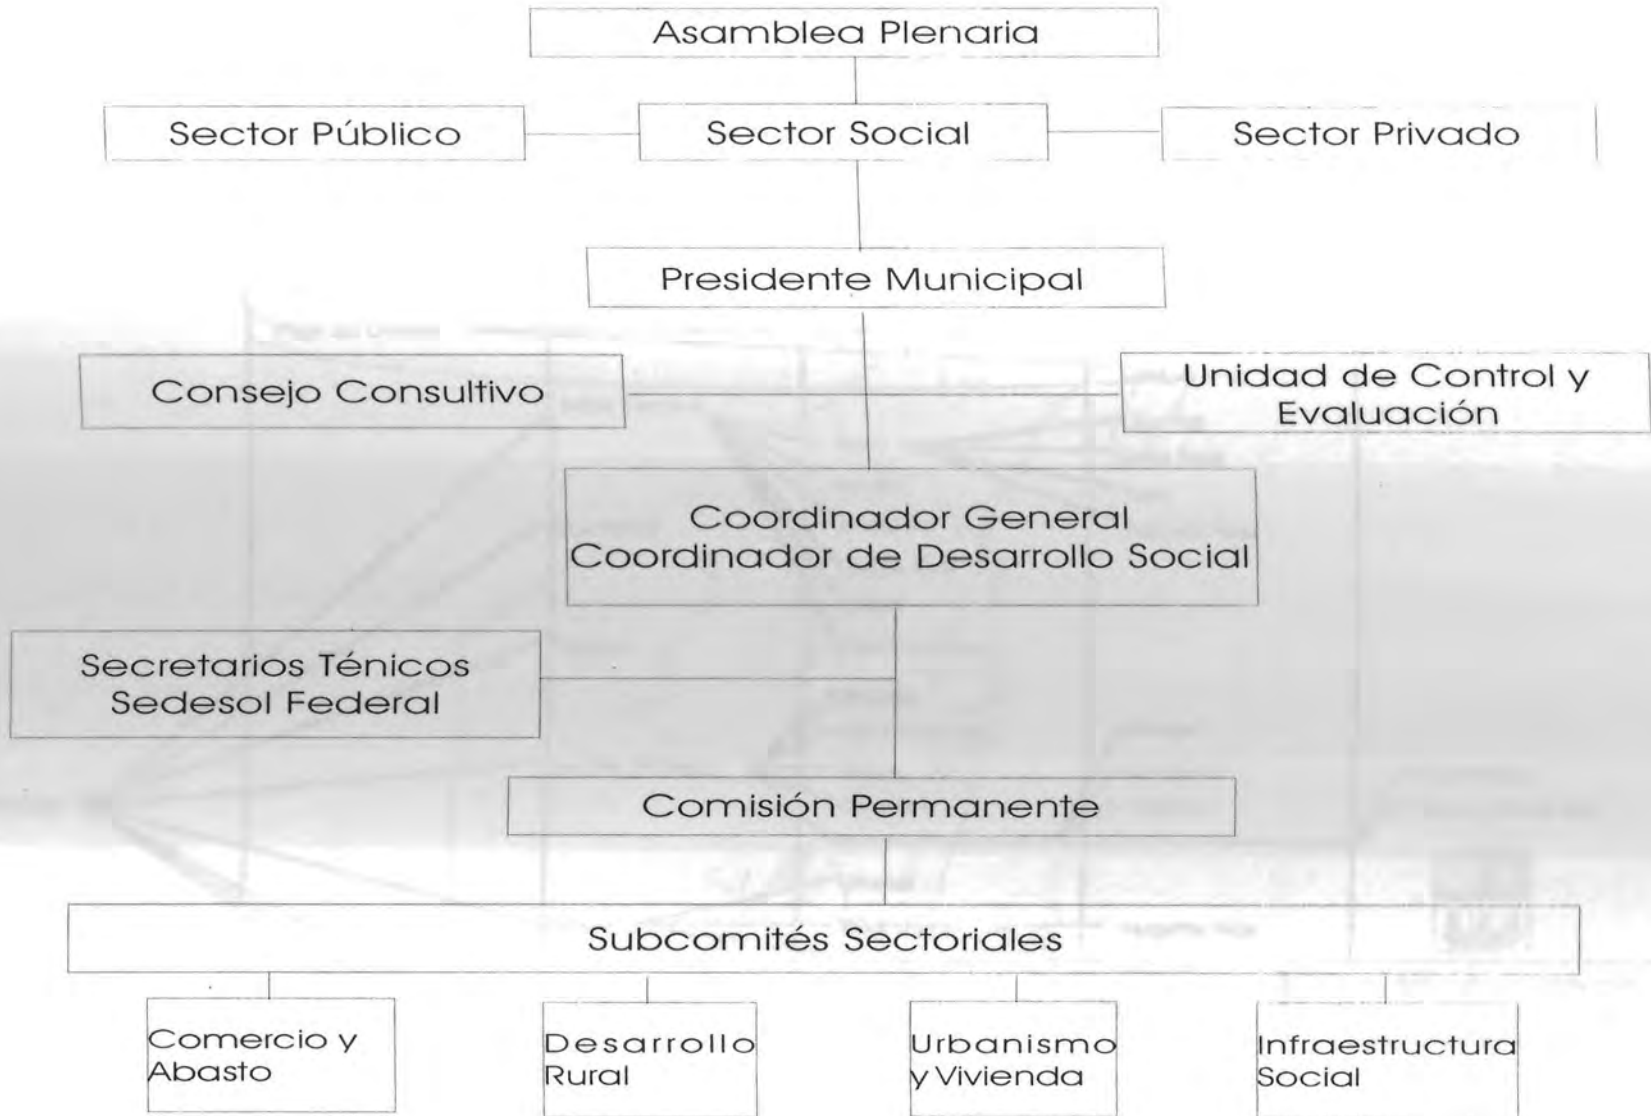 Asamblea Plenaria
Sector Público
Sector Social
Sector Privado
Presidente Municipal
Consejo Consultivo
Unidad de Control y
Evaluación
Coordinador General
Coordinador de Desarrollo Social
Secretarios Ténicos
Sedesol Federal
Comisión Permanente
Subcomités Sectoriales
Comercio y
Abasto
Desarrollo
Rural
Urbanismo
y Vivienda
Infraestructura
Social